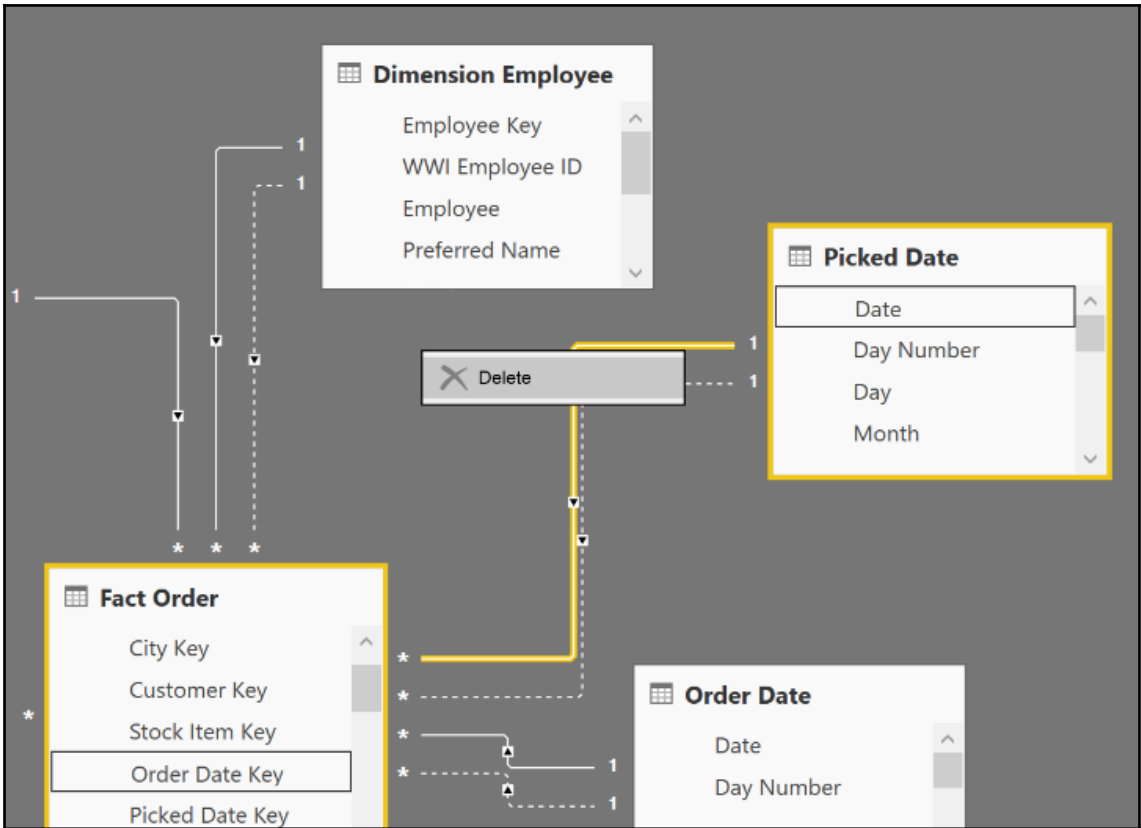 Dimension Employee
Employee Key
1
WWI Employee ID
1
Employee
Preferred Name
Picked Date
1
Date
1
Day Number
Delete
1
Day
Month
* * *
Fact Order
City Key
*
Customer Key
*
Order Date
*
Stock Item Key
*
Date
Order Date Key
*
1
Day Number
1
Picked Date Key